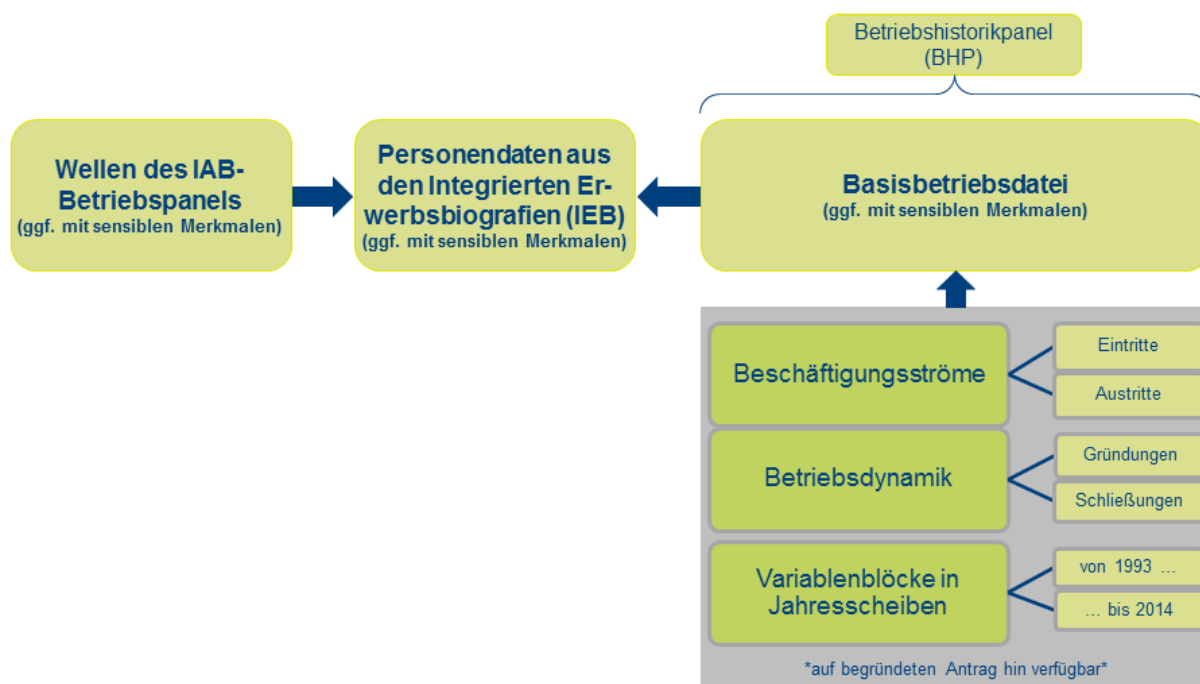 Betriebshistorikpanel
(BHP)
Wellen des IAB-
Betriebspanels
(ggf. mit sensiblen Merkmalen)
Personendaten aus
den Integrierten Er-
werbsbiografien (IEB)
(ggf. mit sensiblen Merkmalen)
Basisbetriebsdatei
(ggf. mit sensiblen Merkmalen)
Beschäftigungsströme
Eintritte
Austritte
Betriebsdynamik
Gründungen
Schließungen
Variablenblöcke in
Jahresscheiben
von 1993 ...
... bis 2014
*auf begründeten Antrag hin verfügbar*